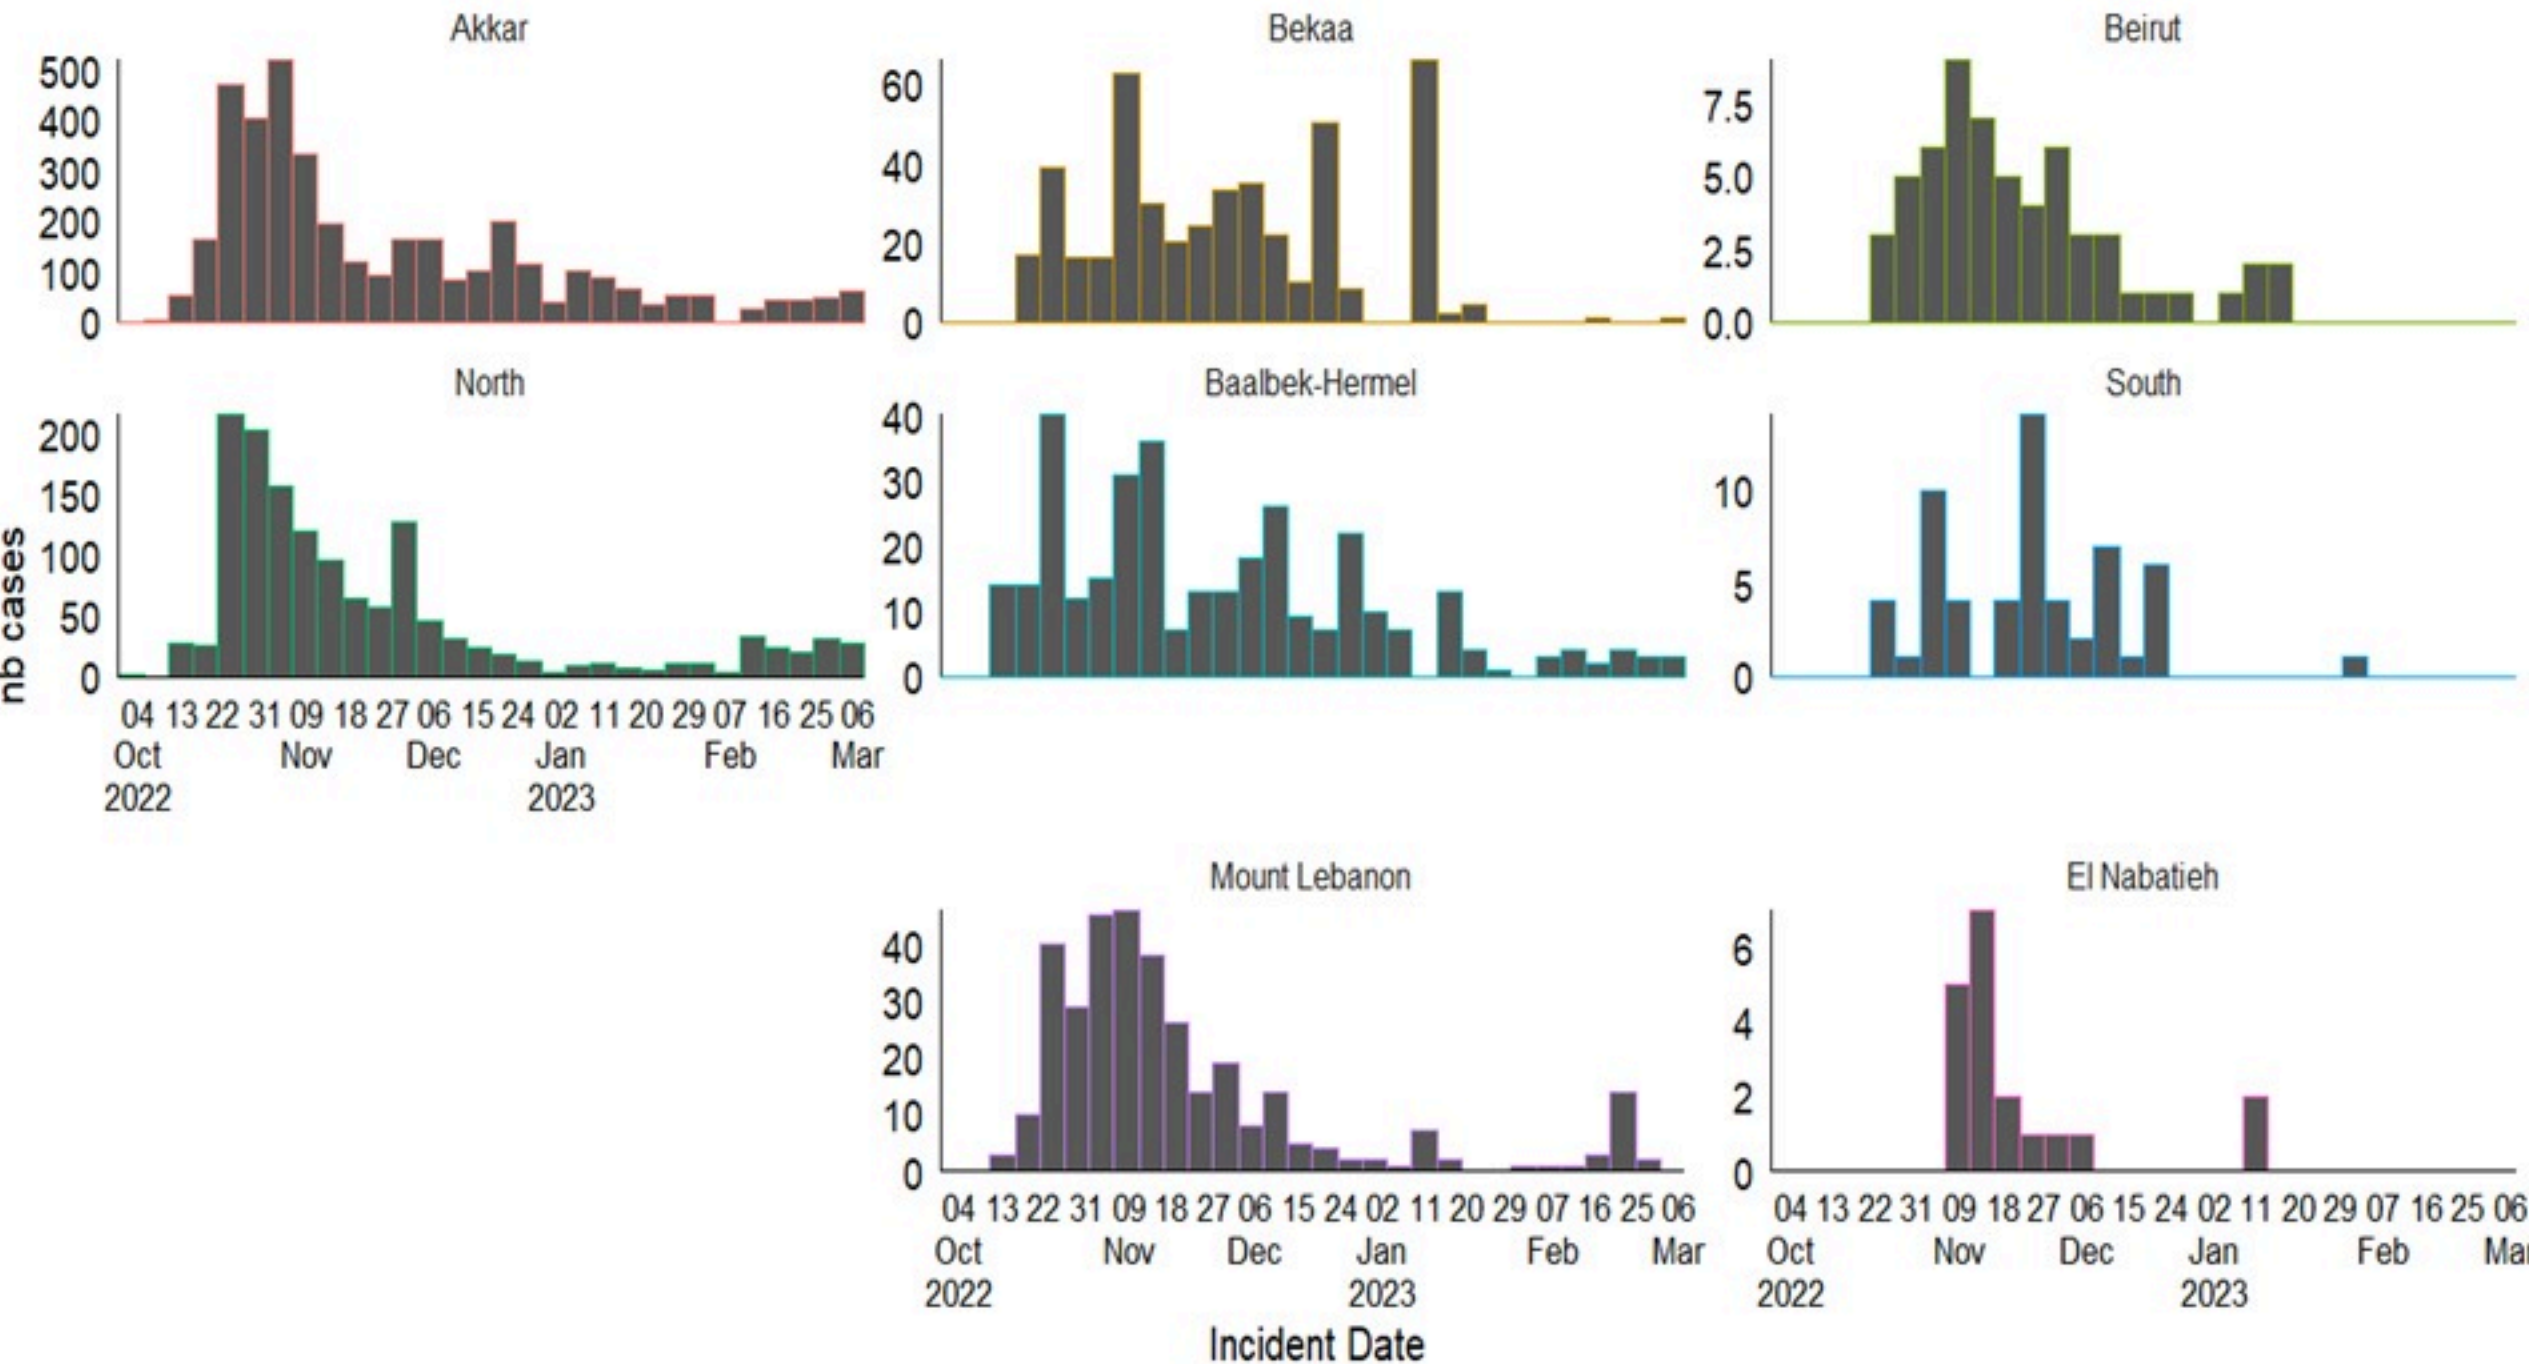 Akkar
Bekaa
Beirut
500
400
300
200
100
0
60
40
20
0
7.5
5.0
2.5
0.0
North
Baalbek-Hermel
South
200
150
100
50
0
40
30
20
10
0
10
5
0
nb cases
04 13 22 31 09 18 27 06 15 24 02 11 20 29 07 16 25 06
Oct Nov Dec Jan Feb Mar
2022 2023
Mount Lebanon
El Nabatieh
40
30
20
10
0
6
4
2
0
04 13 22 31 09 18 27 06 15 24 02 11 20 29 07 16 25 06
Oct Nov Dec Jan Feb Mar
2022 2023
04 13 22 31 09 18 27 06 15 24 02 11 20 29 07 16 25 06
Oct Nov Dec Jan Feb Mar
2022 2023
Incident Date